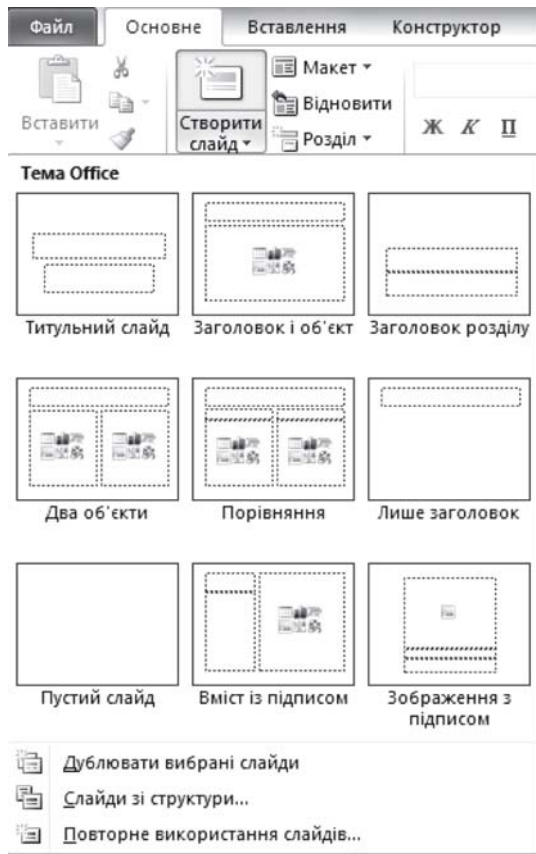 Файл Основне Вставлення Конструктор
Вставити
Створити слайд
Макет
Відновити
Розділ
Ж К П
Тема Office
Титульний слайд Заголовок і об'єкт Заголовок розділу
Два об'єкти Порівняння Лише заголовок
Пустий слайд Вміст із підписом Зображення з підписом
Дублювати вибрані слайди
Слайди зі структури...
Повторне використання слайдів...